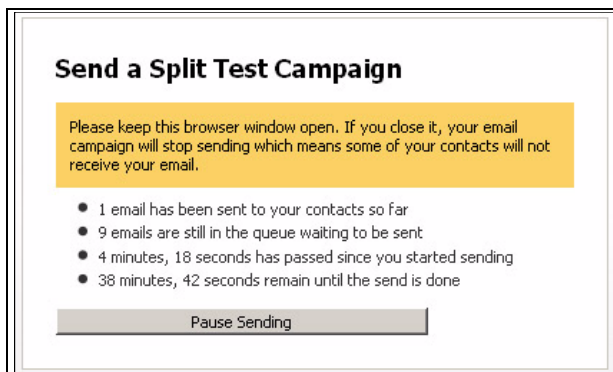 Send a Split Test Campaign
Please keep this browser window open. If you close it, your email
campaign will stop sending which means some of your contacts will not
receive your email.
1 email has been sent to your contacts so far
9 emails are still in the queue waiting to be sent
4 minutes, 18 seconds has passed since you started sending
38 minutes, 42 seconds remain until the send is done
Pause Sending